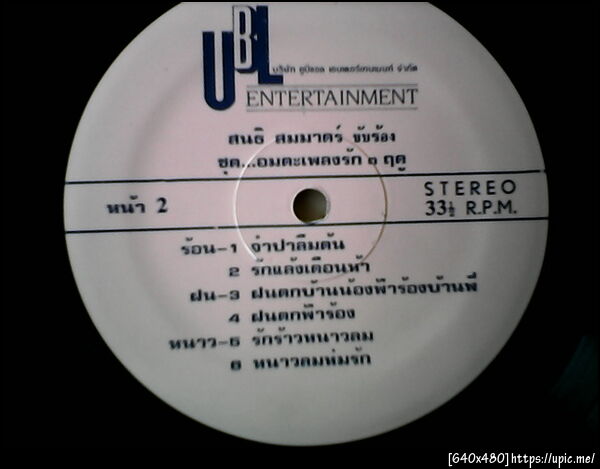 UBL
บริษัท ยูบีแอล เอนเตอร์เทนเมนท์ จำกัด
ENTERTAINMENT
สนธิ สมมาตร์ ขับร้อง
ชุด...อมตะเพลงรัก ๓ ฤดู
หน้า 2
STEREO
33⅓ R.P.M.
ร้อน-1 จำปาลืมต้น
2 รักแล้งเดือนห้า
ฝน-3 ฝนตกบ้านน้องฟ้าร้องบ้านพี่
4 ฝนตกฟ้าร้อง
หนาว-5 รักร้าวหนาวลม
6 หนาวลมห่มรัก
[640x480]https://upic.me/